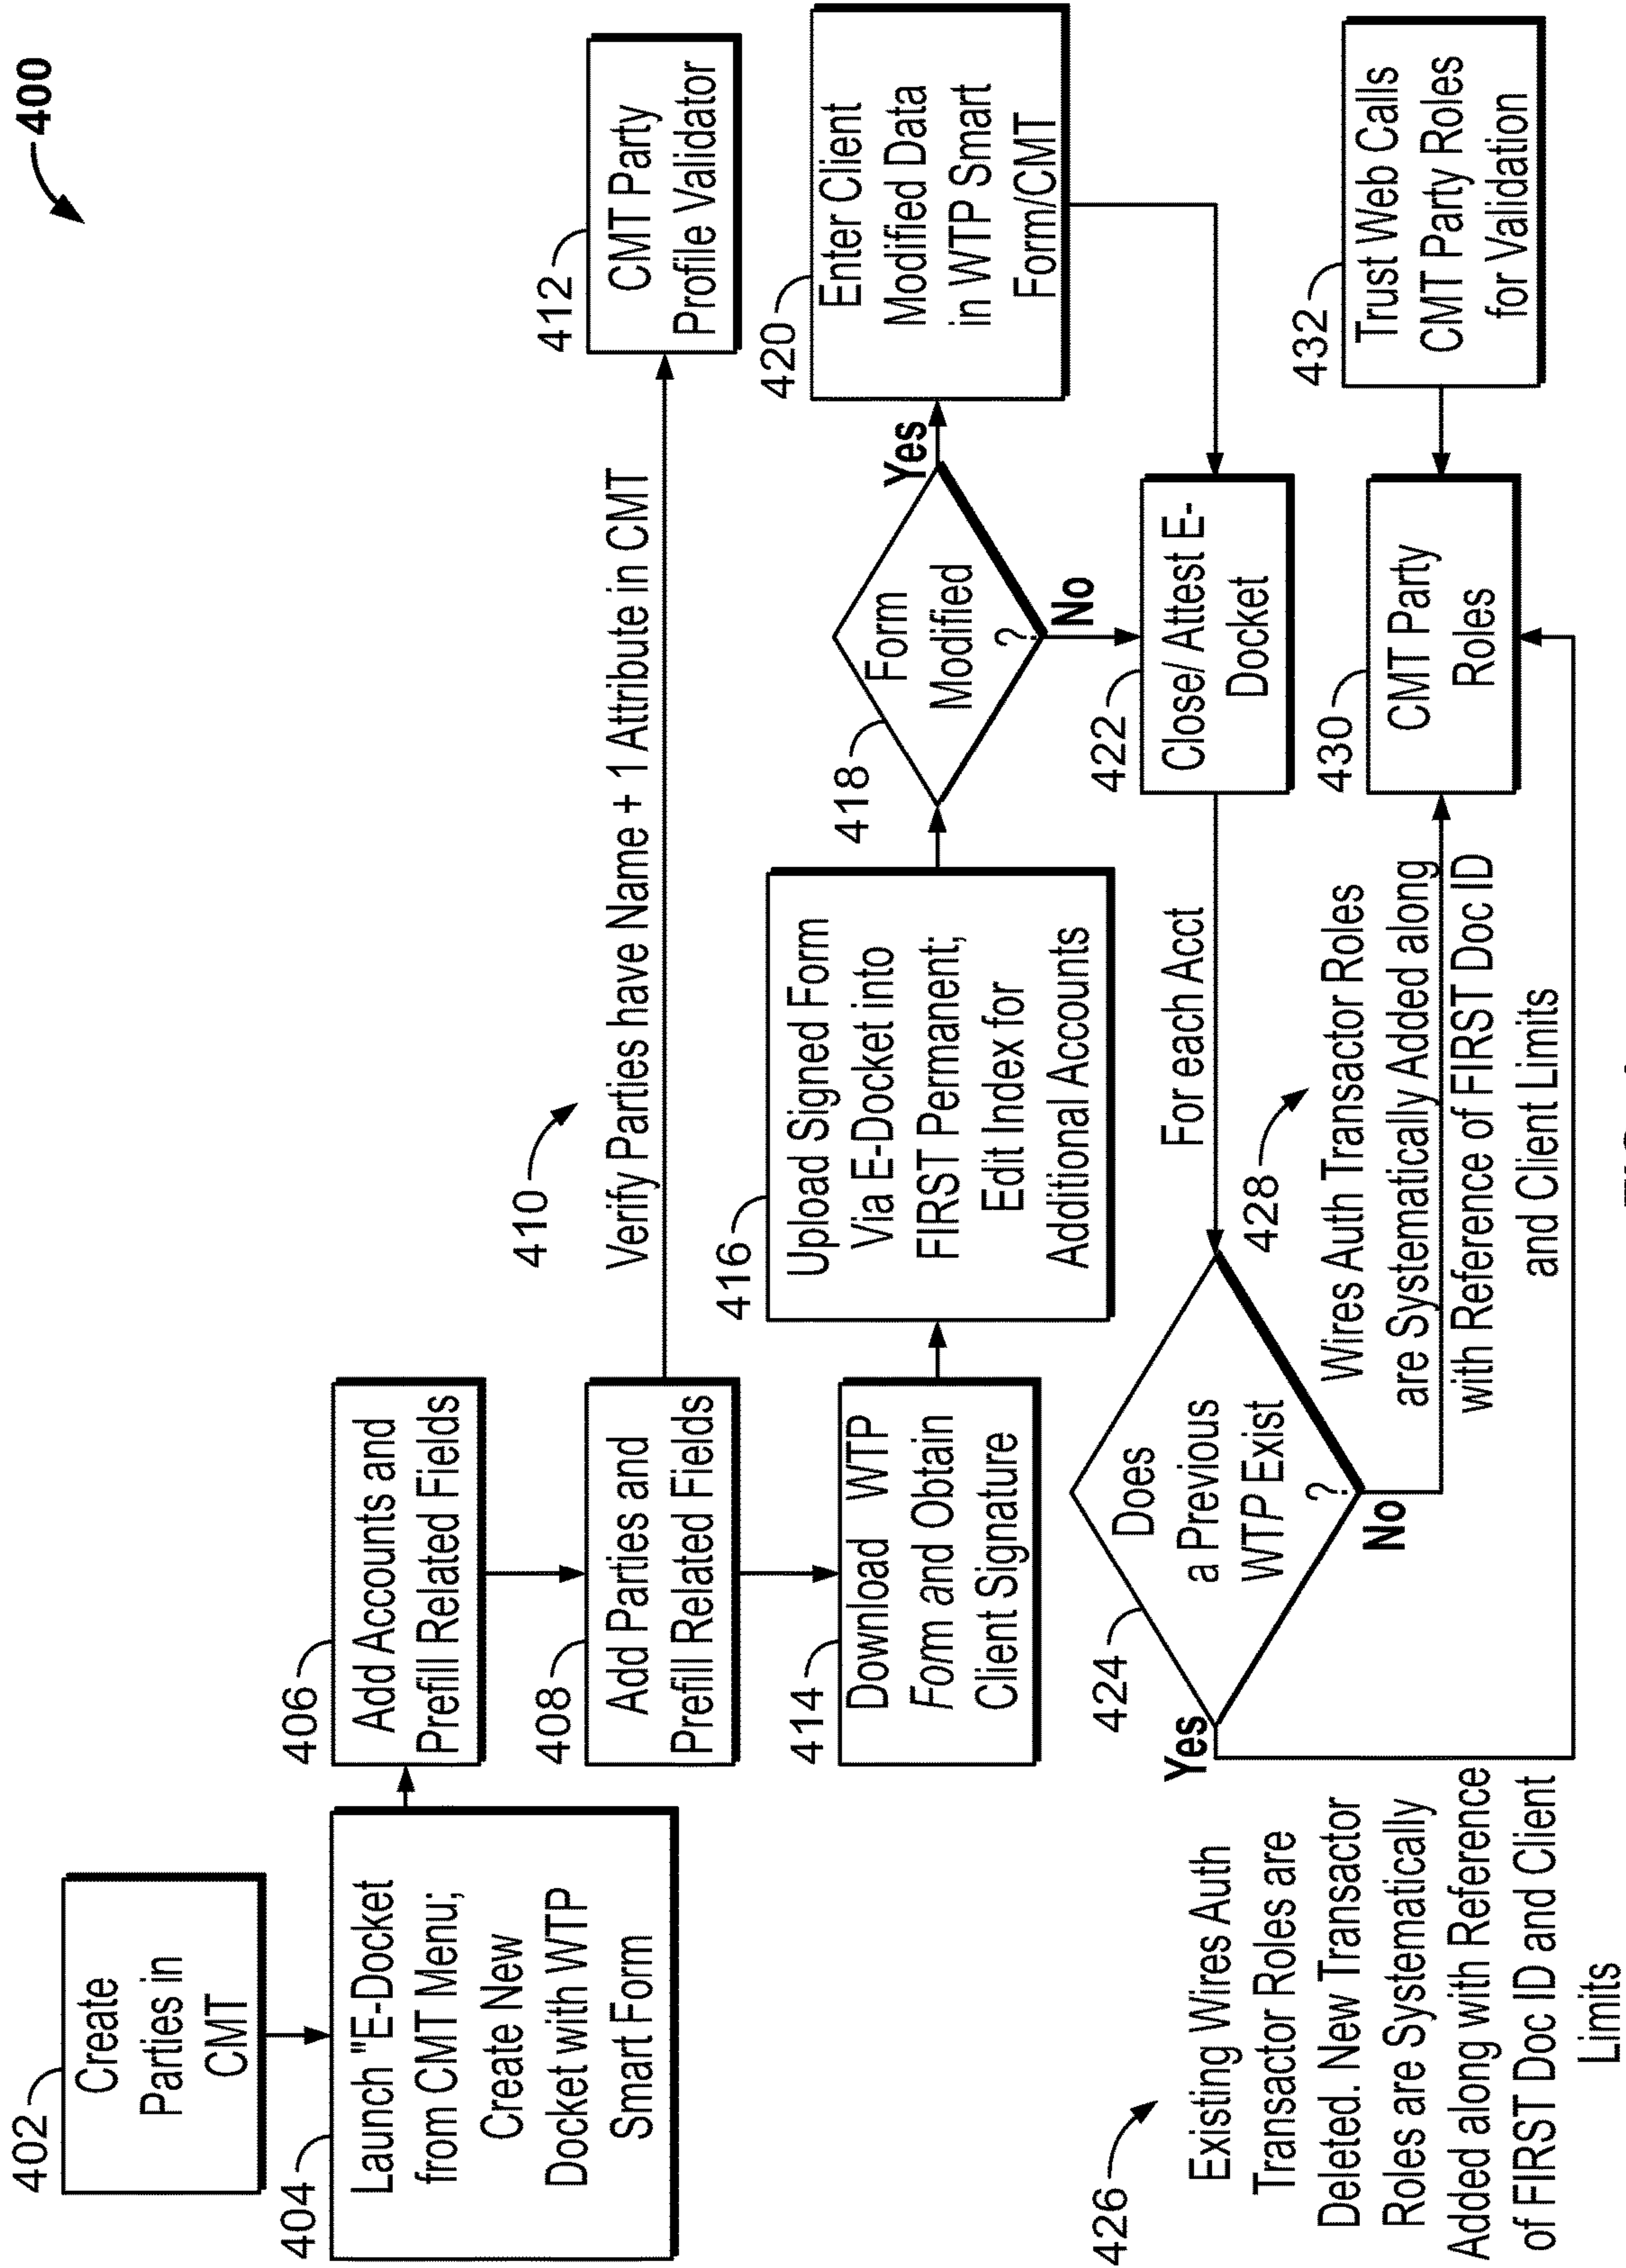 400
402
Create
Parties in
CMT
404
Launch "E-Docket
from CMT Menu;
Create New
Docket with WTP
Smart Form
406
Add Accounts and
Prefill Related Fields
408
Add Parties and
Prefill Related Fields
410
Verify Parties have Name + 1 Attribute in CMT
412
CMT Party
Profile Validator
414
Download WTP
Form and Obtain
Client Signature
416
Upload Signed Form
Via E-Docket into
FIRST Permanent;
Edit Index for
Additional Accounts
418
Form
Modified
?
Yes
No
420
Enter Client
Modified Data
in WTP Smart
Form/CMT
422
Close/ Attest E-
Docket
For each Acct
424
Does
a Previous
WTP Exist
?
Yes
No
426
Existing Wires Auth
Transactor Roles are
Deleted. New Transactor
Roles are Systematically
Added along with Reference
of FIRST Doc ID and Client
Limits
428
Wires Auth Transactor Roles
are Systematically Added along
with Reference of FIRST Doc ID
and Client Limits
430
CMT Party
Roles
432
Trust Web Calls
CMT Party Roles
for Validation